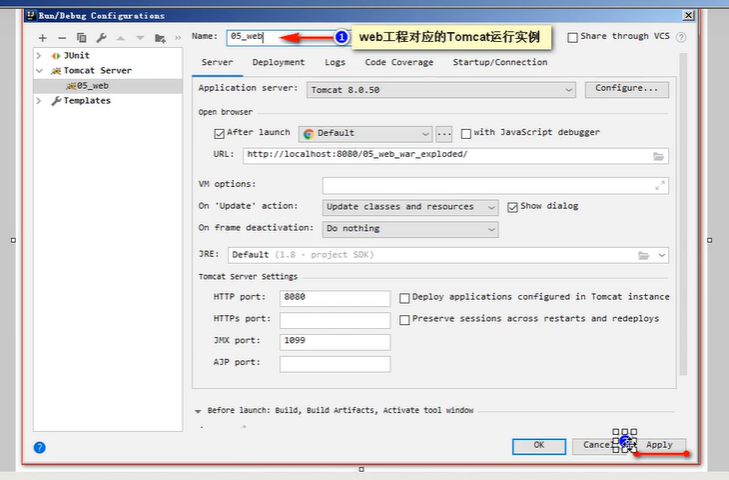 Run/Debug Configurations
Name: 05_web
1 web工程对应的Tomcat运行实例
Share through VCS
JUnit
Tomcat Server
05_web
Templates
Server Deployment Logs Code Coverage Startup/Connection
Application server: Tomcat 8.0.50 Configure...
Open browser
After launch Default ... with JavaScript debugger
URL: http://localhost:8080/05_web_war_exploded/
VM options:
On 'Update' action: Update classes and resources Show dialog
On frame deactivation: Do nothing
JRE: Default (1.8 - project SDK)
Tomcat Server Settings
HTTP port: 8080 Deploy applications configured in Tomcat instance
HTTPs port: Preserve sessions across restarts and redeploys
JMX port: 1099
AJP port:
Before launch: Build, Build Artifacts, Activate tool window
? OK Cancel Apply